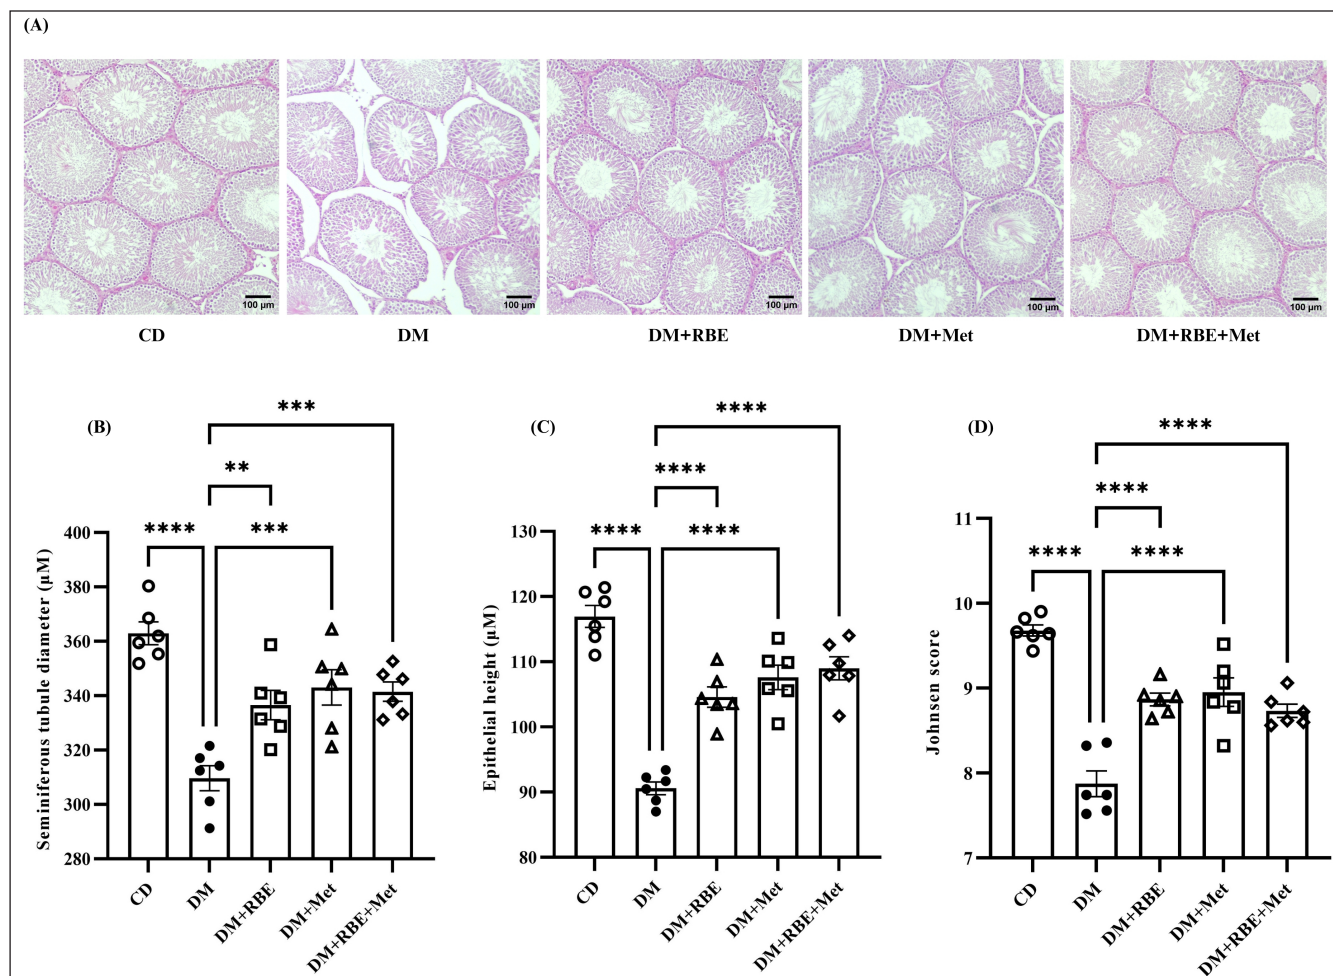 (A)
100 µm
100 µm
100 µm
100 µm
100 µm
CD
DM
DM+RBE
DM+Met
DM+RBE+Met
(B)
***
**
****
***
Seminiferous tubule diameter (µM)
400
380
360
340
320
300
280
CD
DM
DM+RBE
DM+Met
DM+RBE+Met
(C)
****
****
****
****
Epithelial height (µM)
130
120
110
100
90
80
CD
DM
DM+RBE
DM+Met
DM+RBE+Met
(D)
****
****
****
****
Johnsen score
11
10
9
8
7
CD
DM
DM+RBE
DM+Met
DM+RBE+Met